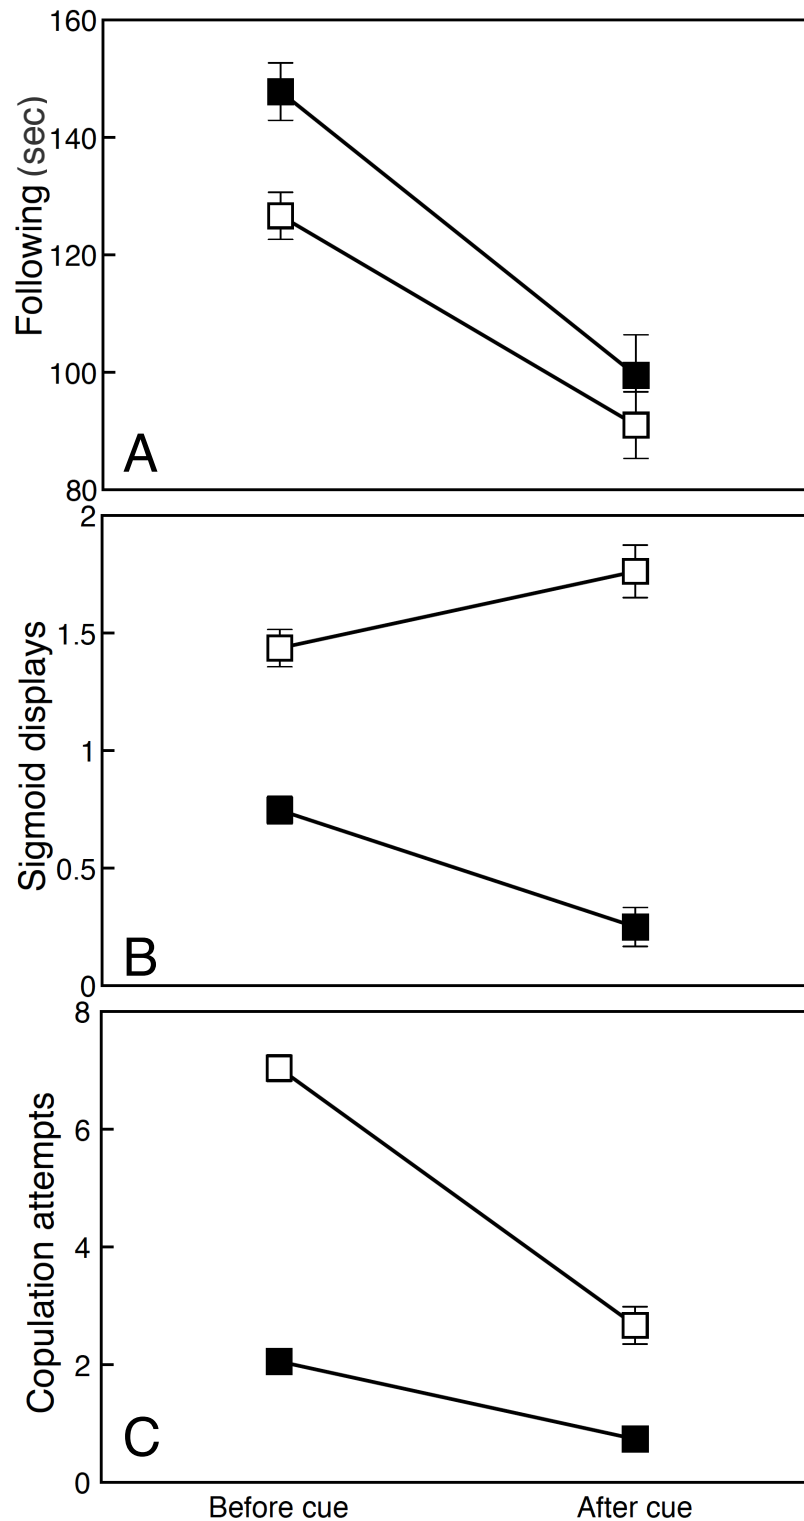 160
140
120
100
80
Following (sec)
A
2
1.5
1
0.5
0
Sigmoid displays
B
8
6
4
2
0
Copulation attempts
C
Before cue After cue